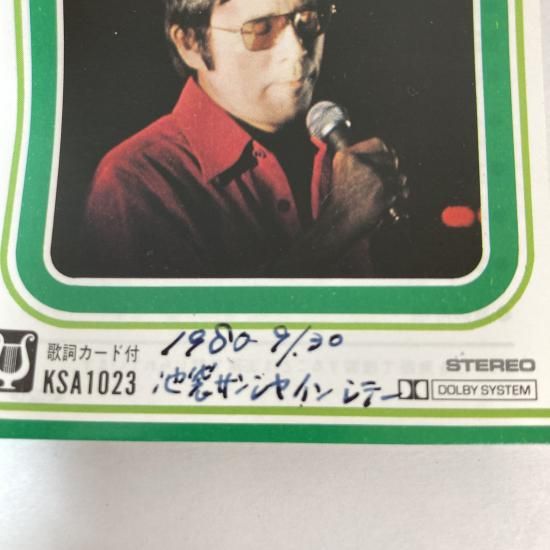 歌詞カード付
KSA1023
1980 9/30
池袋サンシャインシテー
STEREO
DOLBY SYSTEM